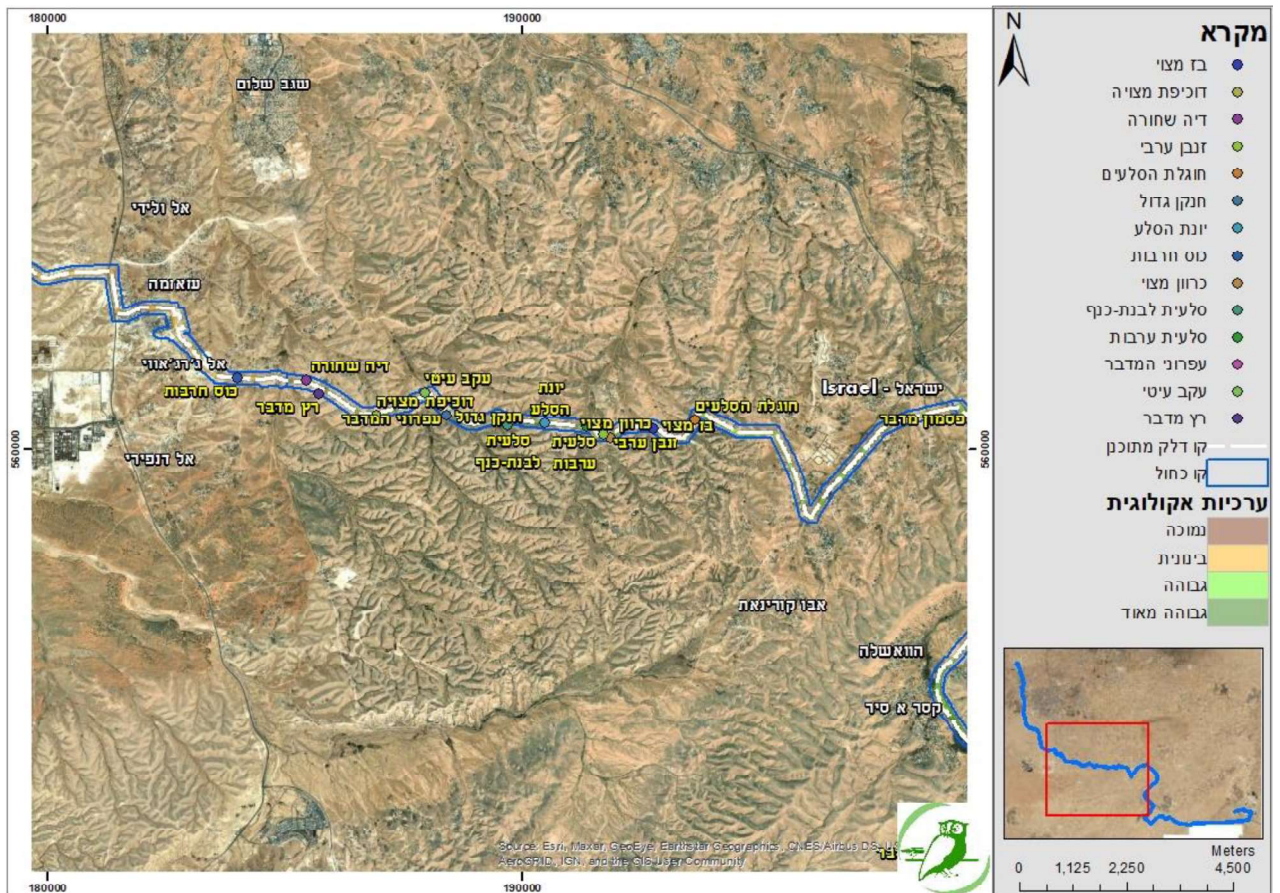 180000
190000
שגב שלום
אל ולידי
עזאזמה
אל ג'רג'אווי
כוס חרבות
דיה שחורה
רץ מדבר
עקב עיטי
דוכיפת מצויה
עפרוני המדבר
חנקן גדול
יונת
הסלע
סלעית
לבנת-כנף
סלעית
ערבות
כרוון מצוי
זנבן ערבי
בז מצוי
חוגלת הסלעים
Israel - ישראל
פסמון מדבר
560000
560000
אל דנפירי
אבו קורינאת
הוואשלה
קסר א סיר
Source: Esri, Maxar, GeoEye, Earthstar Geographics, CNES/Airbus DS,
AeroGRID, IGN, and the GIS User Community
180000
190000
N
מקרא
בז מצוי
דוכיפת מצויה
דיה שחורה
זנבן ערבי
חוגלת הסלעים
חנקן גדול
יונת הסלע
כוס חרבות
כרוון מצוי
סלעית לבנת-כנף
סלעית ערבות
עפרוני המדבר
עקב עיטי
רץ מדבר
קו דלק מתוכנן
קו כחול
ערכיות אקולוגית
נמוכה
בינונית
גבוהה
גבוהה מאוד
Meters
0 1,125 2,250 4,500